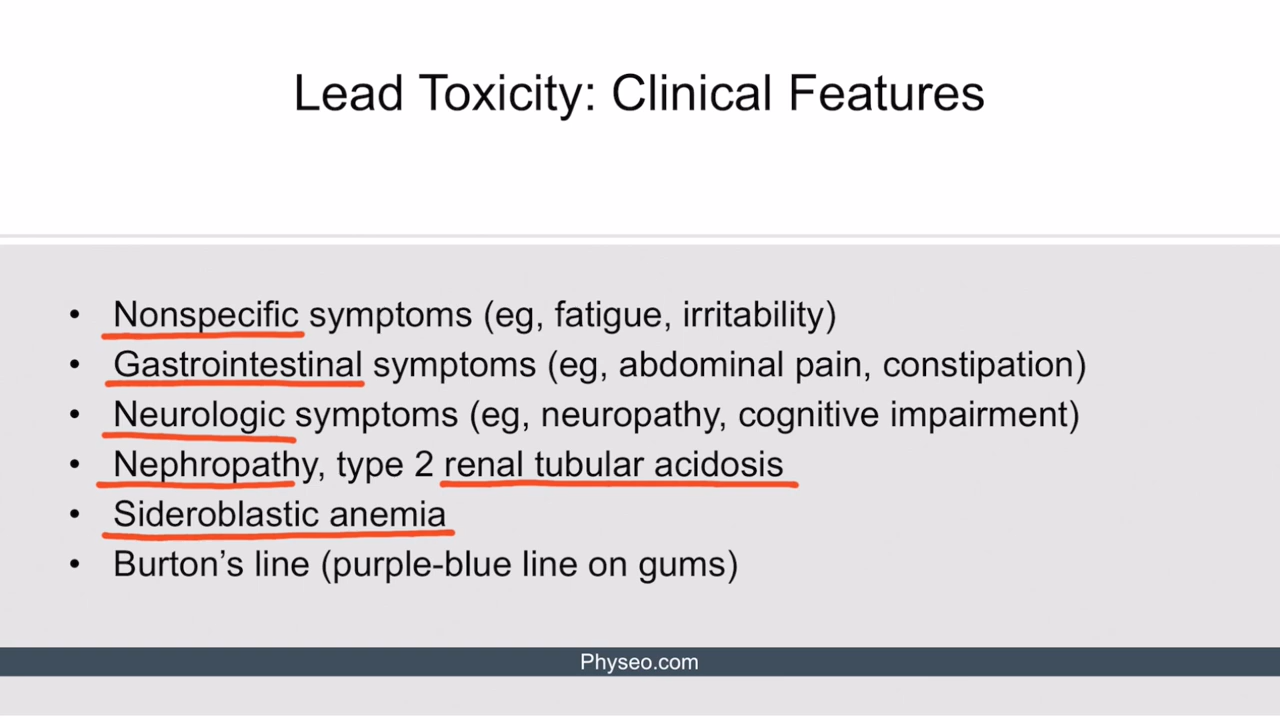 Lead Toxicity: Clinical Features
• Nonspecific symptoms (eg, fatigue, irritability)
• Gastrointestinal symptoms (eg, abdominal pain, constipation)
• Neurologic symptoms (eg, neuropathy, cognitive impairment)
• Nephropathy, type 2 renal tubular acidosis
• Sideroblastic anemia
• Burton’s line (purple-blue line on gums)
Physeo.com